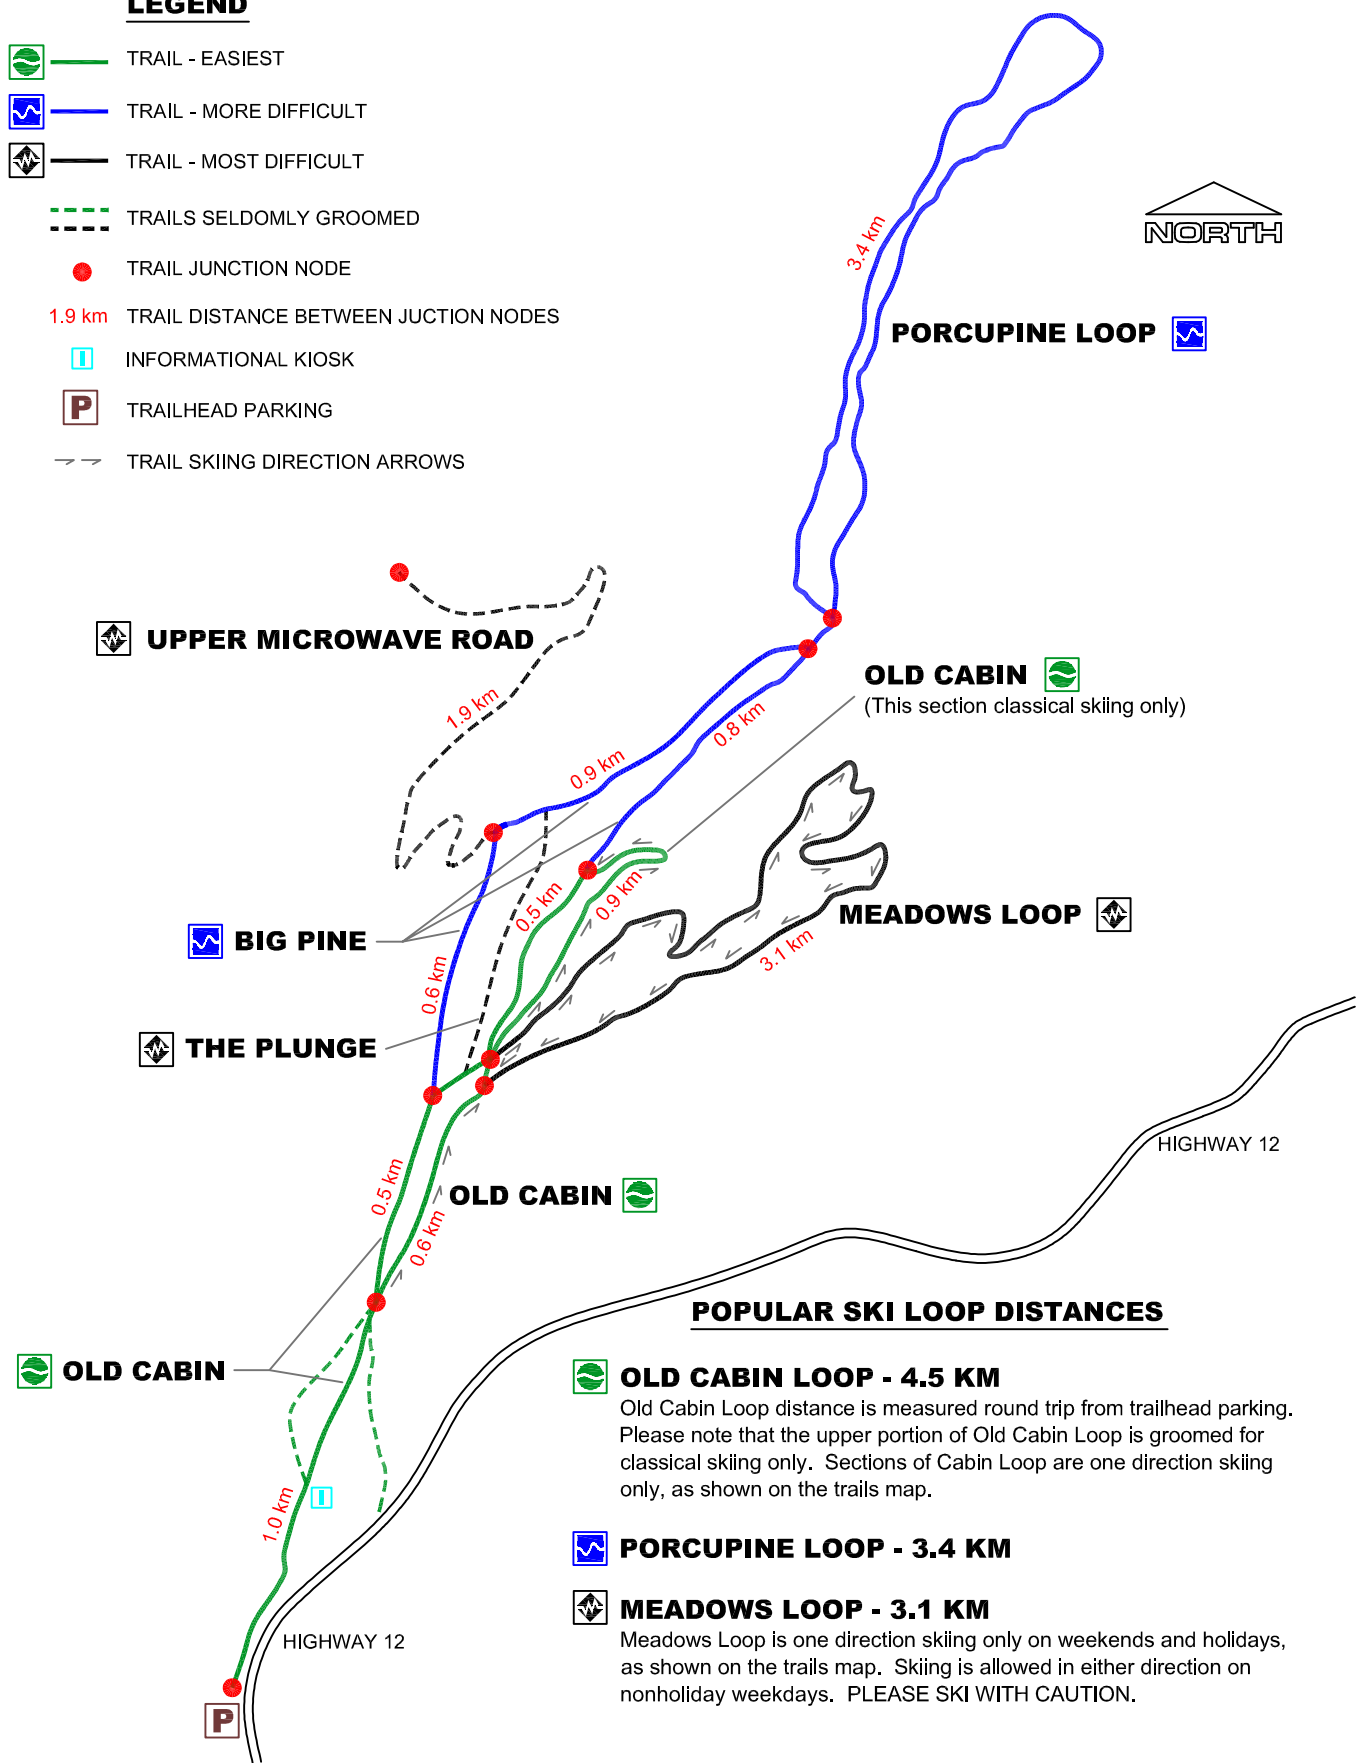 LEGEND
TRAIL - EASIEST
TRAIL - MORE DIFFICULT
TRAIL - MOST DIFFICULT
TRAILS SELDOMLY GROOMED
TRAIL JUNCTION NODE
1.9 km TRAIL DISTANCE BETWEEN JUCTION NODES
I INFORMATIONAL KIOSK
P TRAILHEAD PARKING
TRAIL SKIING DIRECTION ARROWS
NORTH
3.4 km
PORCUPINE LOOP
UPPER MICROWAVE ROAD
1.9 km
OLD CABIN
(This section classical skiing only)
0.8 km
0.9 km
0.5 km
0.9 km
MEADOWS LOOP
3.1 km
BIG PINE
0.6 km
THE PLUNGE
HIGHWAY 12
0.5 km
OLD CABIN
0.6 km
OLD CABIN
I
1.0 km
HIGHWAY 12
P
POPULAR SKI LOOP DISTANCES
OLD CABIN LOOP - 4.5 KM
Old Cabin Loop distance is measured round trip from trailhead parking.
Please note that the upper portion of Old Cabin Loop is groomed for
classical skiing only. Sections of Cabin Loop are one direction skiing
only, as shown on the trails map.
PORCUPINE LOOP - 3.4 KM
MEADOWS LOOP - 3.1 KM
Meadows Loop is one direction skiing only on weekends and holidays,
as shown on the trails map. Skiing is allowed in either direction on
nonholiday weekdays. PLEASE SKI WITH CAUTION.